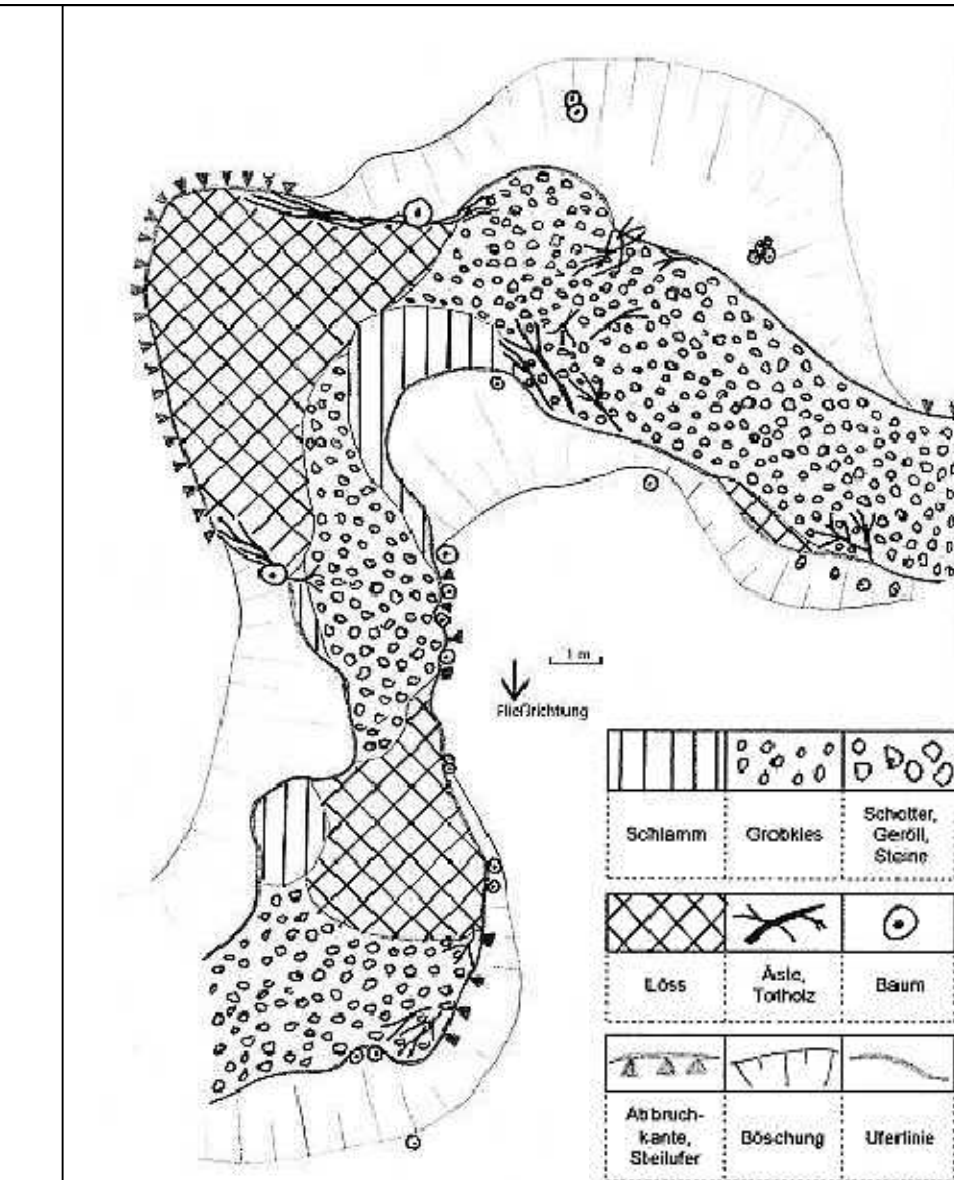 1 m
Fließrichtung
Schlamm
Grobkies
Schotter,
Geröll,
Steine
Löss
Äste,
Totholz
Baum
Abbruch-
kante,
Steilufer
Böschung
Uferlinie